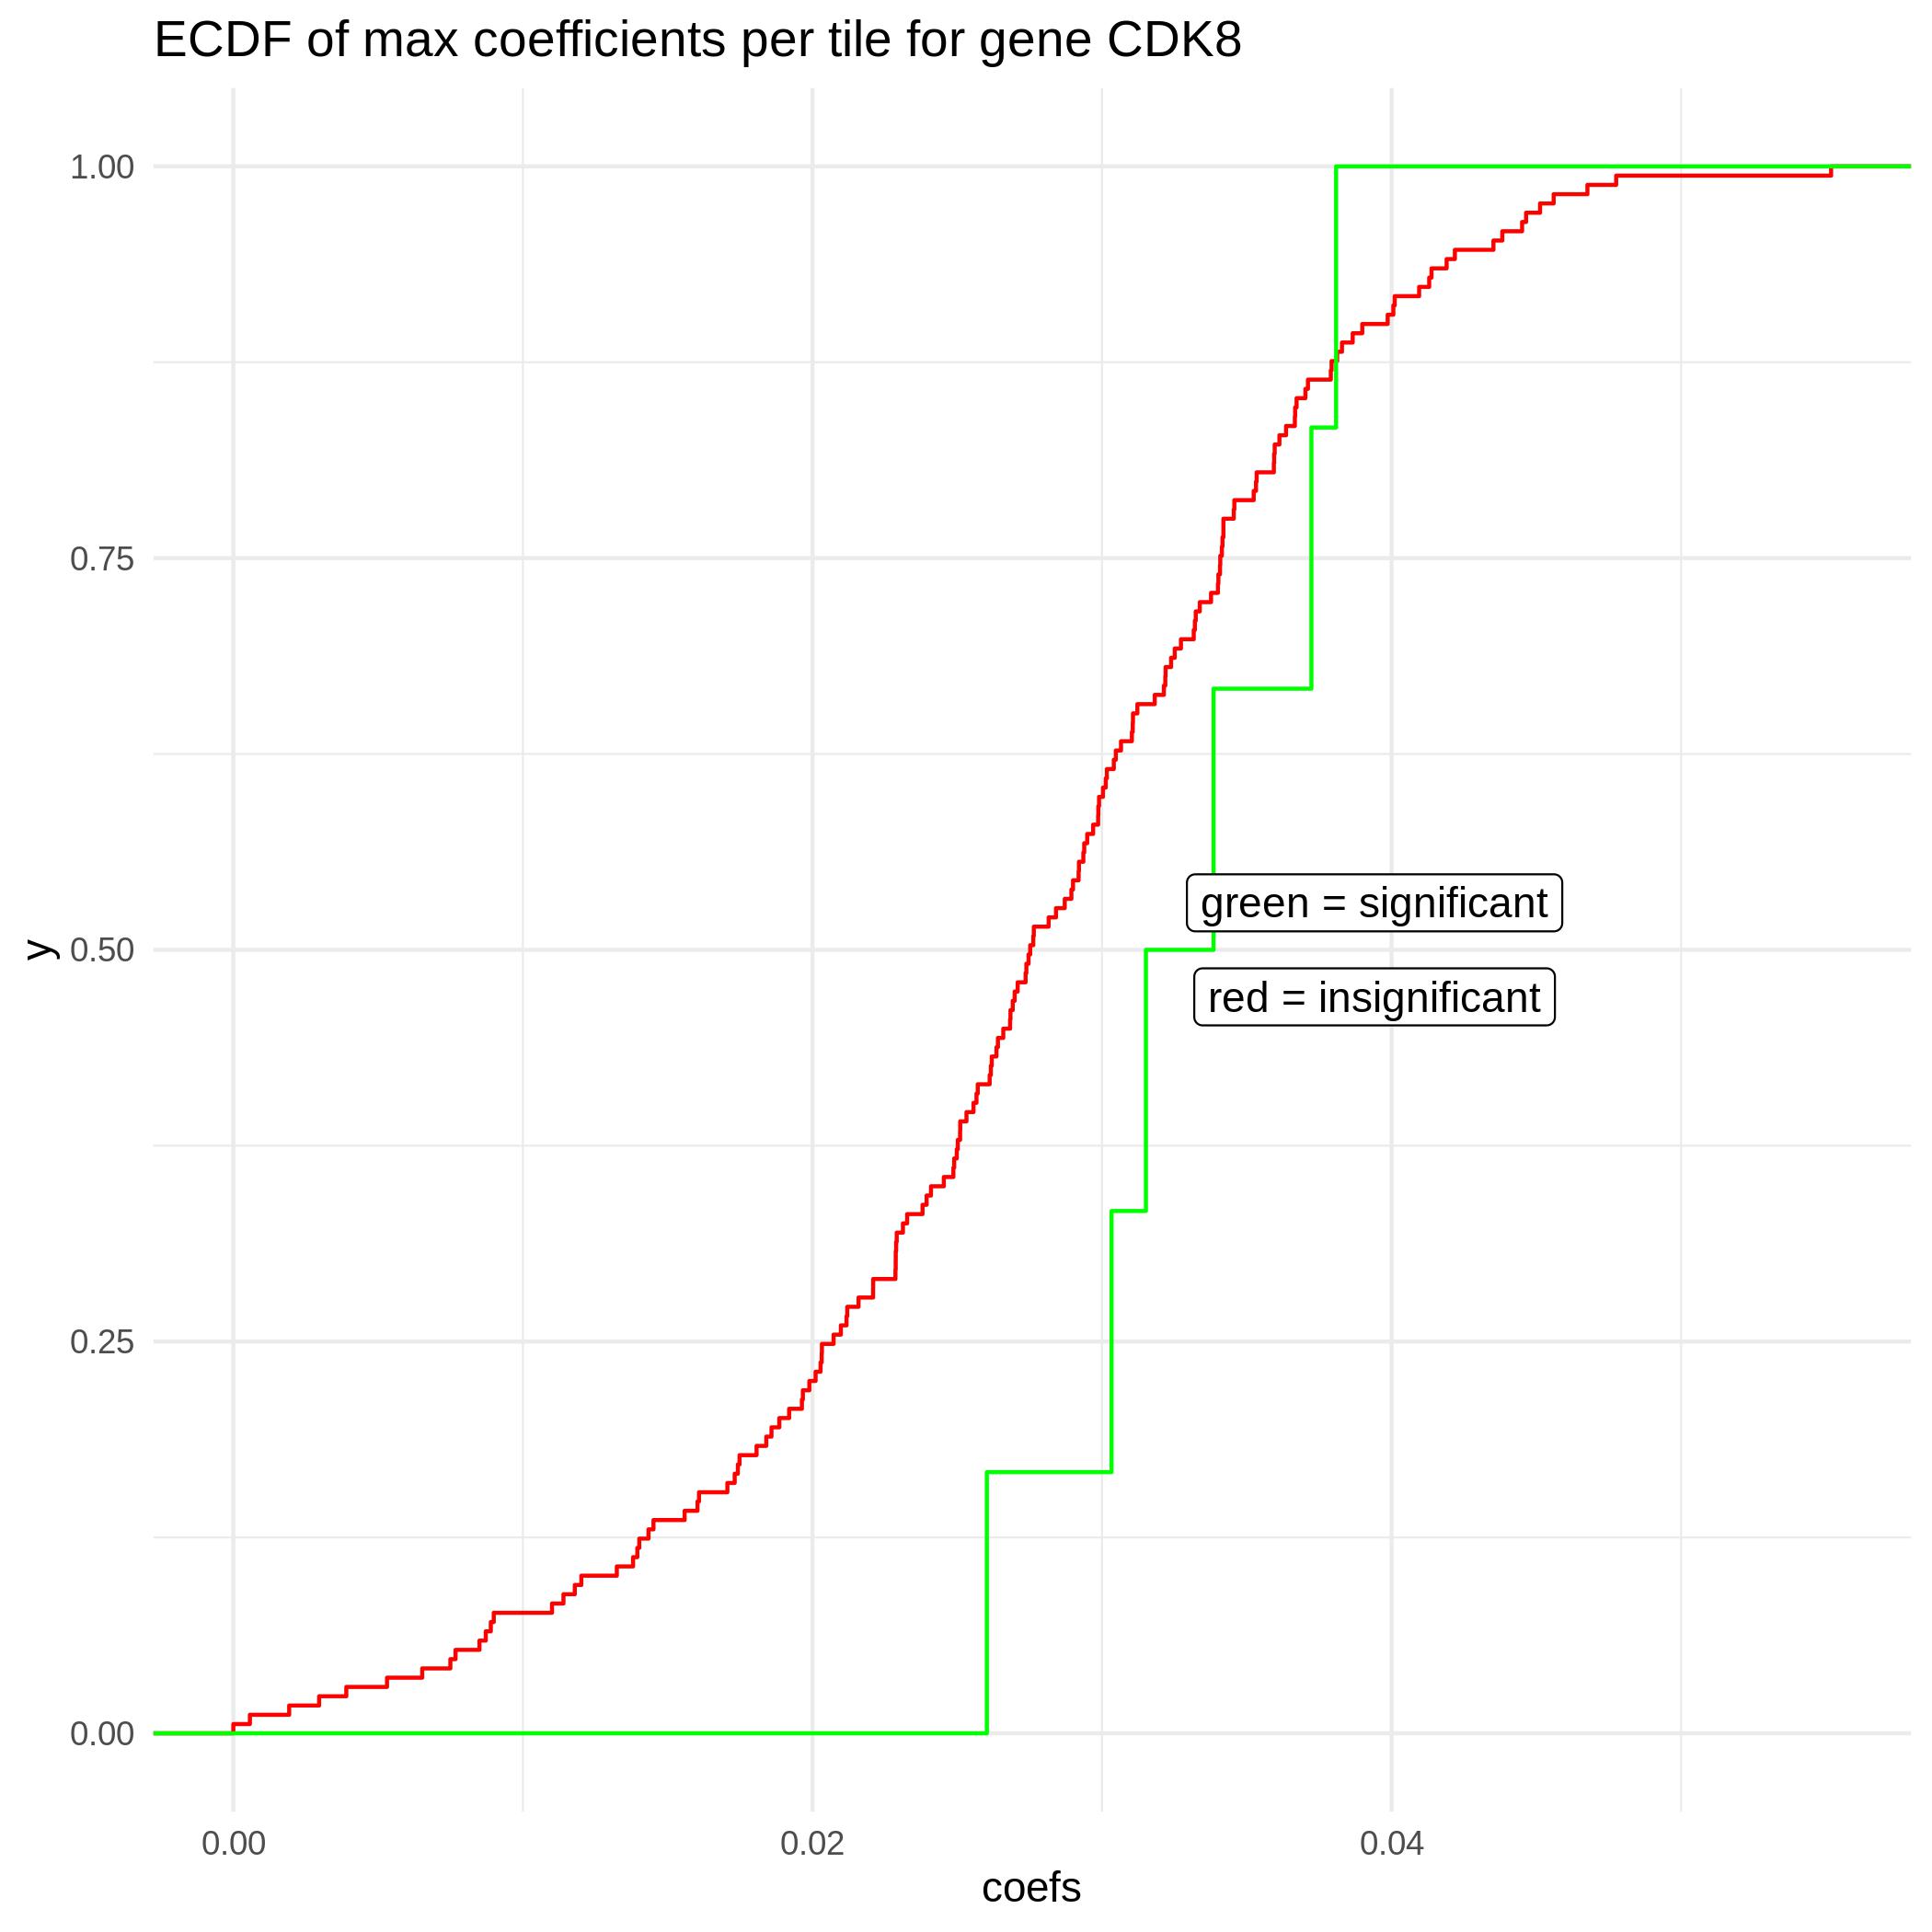 ECDF of max coefficients per tile for gene CDK8
1.00
0.75
0.50
0.25
0.00
y
green = significant
red = insignificant
0.00 0.02 0.04
coefs